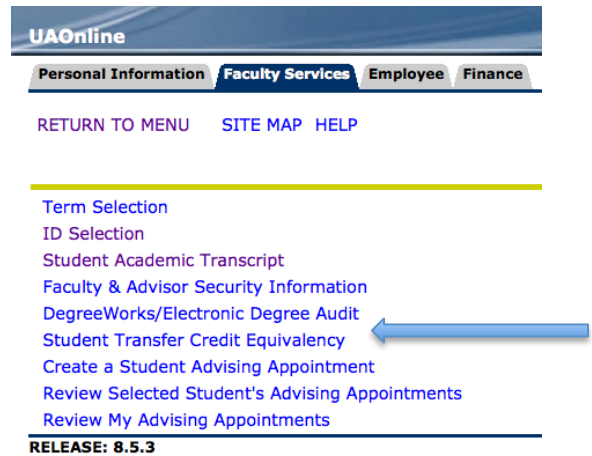 UAOnline
Personal Information Faculty Services Employee Finance
RETURN TO MENU SITE MAP HELP
Term Selection
ID Selection
Student Academic Transcript
Faculty & Advisor Security Information
DegreeWorks/Electronic Degree Audit
Student Transfer Credit Equivalency
Create a Student Advising Appointment
Review Selected Student's Advising Appointments
Review My Advising Appointments
RELEASE: 8.5.3